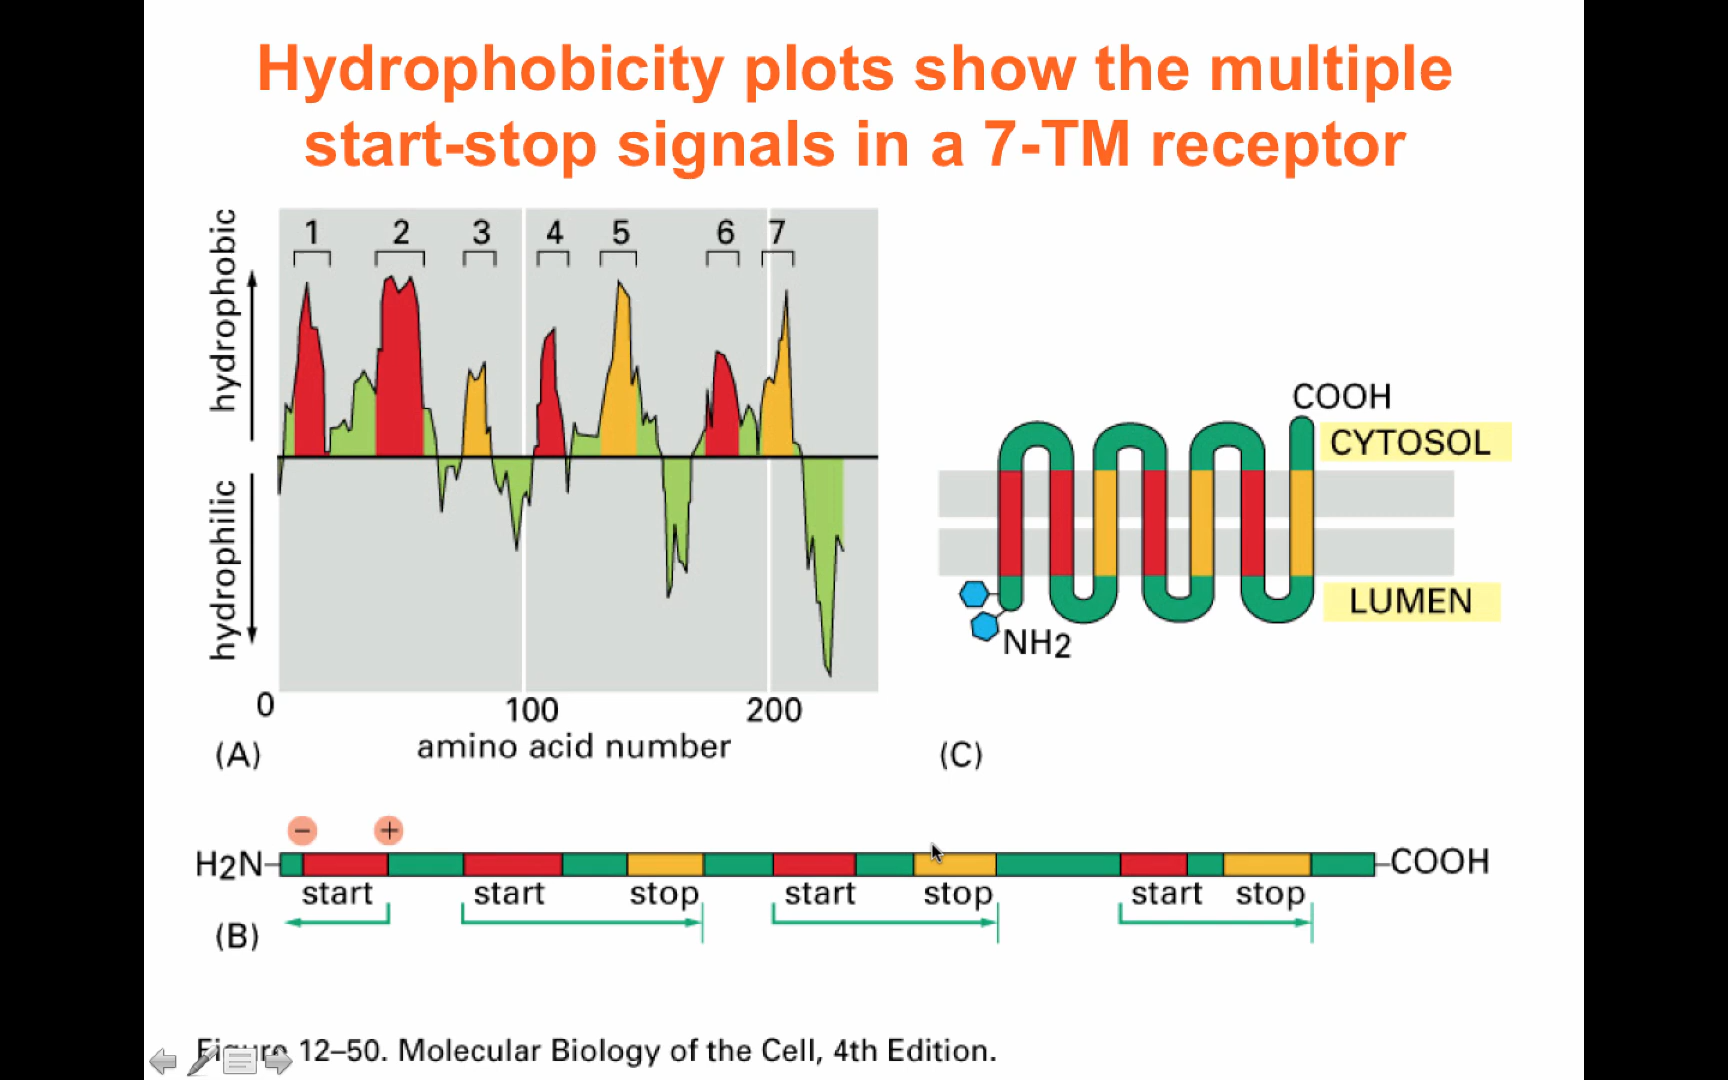 Hydrophobicity plots show the multiple
start-stop signals in a 7-TM receptor
hydrophobic
hydrophilic
1 2 3 4 5 6 7
0 100 200
amino acid number
(A)
COOH
CYTOSOL
LUMEN
NH2
(C)
− +
H2N COOH
start start stop start stop start stop
(B)
Figure 12–50. Molecular Biology of the Cell, 4th Edition.